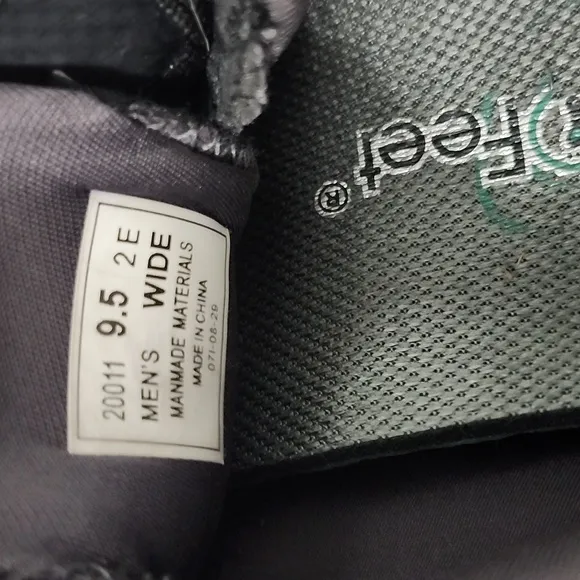 20011 9.5 2E
MEN'S WIDE
MANMADE MATERIALS
MADE IN CHINA
071-08-29
Feet®